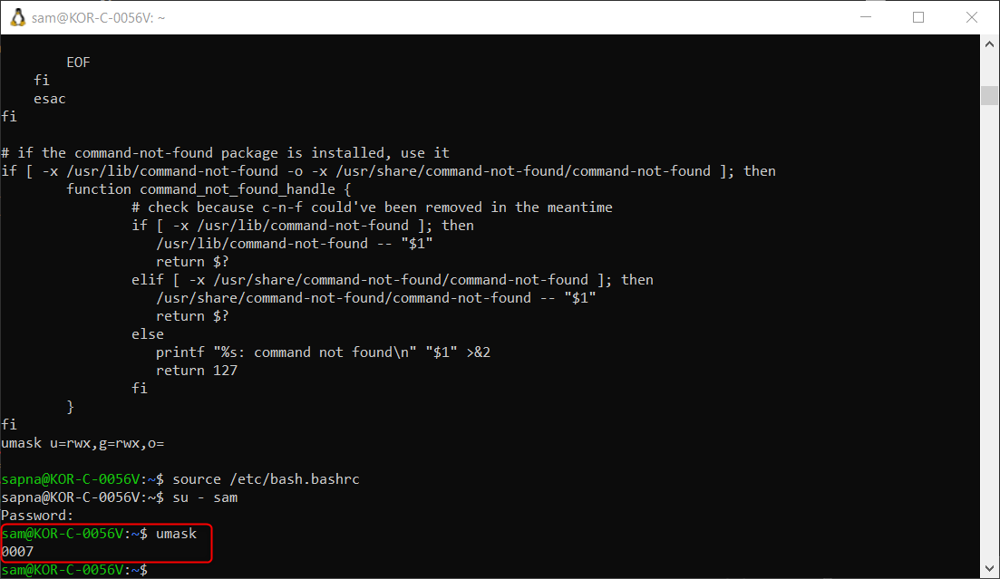 sam@KOR-C-0056V: ~
EOF
fi
esac
fi
# if the command-not-found package is installed, use it
if [ -x /usr/lib/command-not-found -o -x /usr/share/command-not-found/command-not-found ]; then
function command_not_found_handle {
# check because c-n-f could've been removed in the meantime
if [ -x /usr/lib/command-not-found ]; then
/usr/lib/command-not-found -- "$1"
return $?
elif [ -x /usr/share/command-not-found/command-not-found ]; then
/usr/share/command-not-found/command-not-found -- "$1"
return $?
else
printf "%s: command not found\n" "$1" >&2
return 127
fi
}
fi
umask u=rwx,g=rwx,o=
sapna@KOR-C-0056V:~$ source /etc/bash.bashrc
sapna@KOR-C-0056V:~$ su - sam
Password:
sam@KOR-C-0056V:~$ umask
0007
sam@KOR-C-0056V:~$